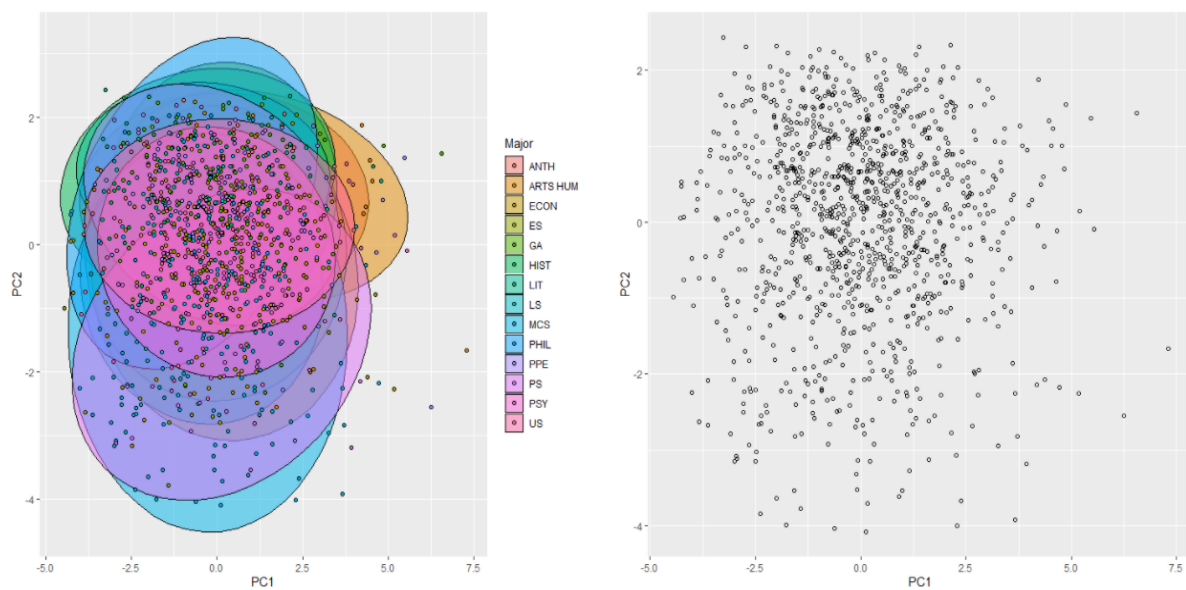 2
0
-2
-4
PC2
-5.0
-2.5
0.0
2.5
5.0
7.5
PC1
Major
ANTH
ARTS HUM
ECON
ES
GA
HIST
LIT
LS
MCS
PHIL
PPE
PS
PSY
US
2
0
-2
-4
PC2
-5.0
-2.5
0.0
2.5
5.0
7.5
PC1